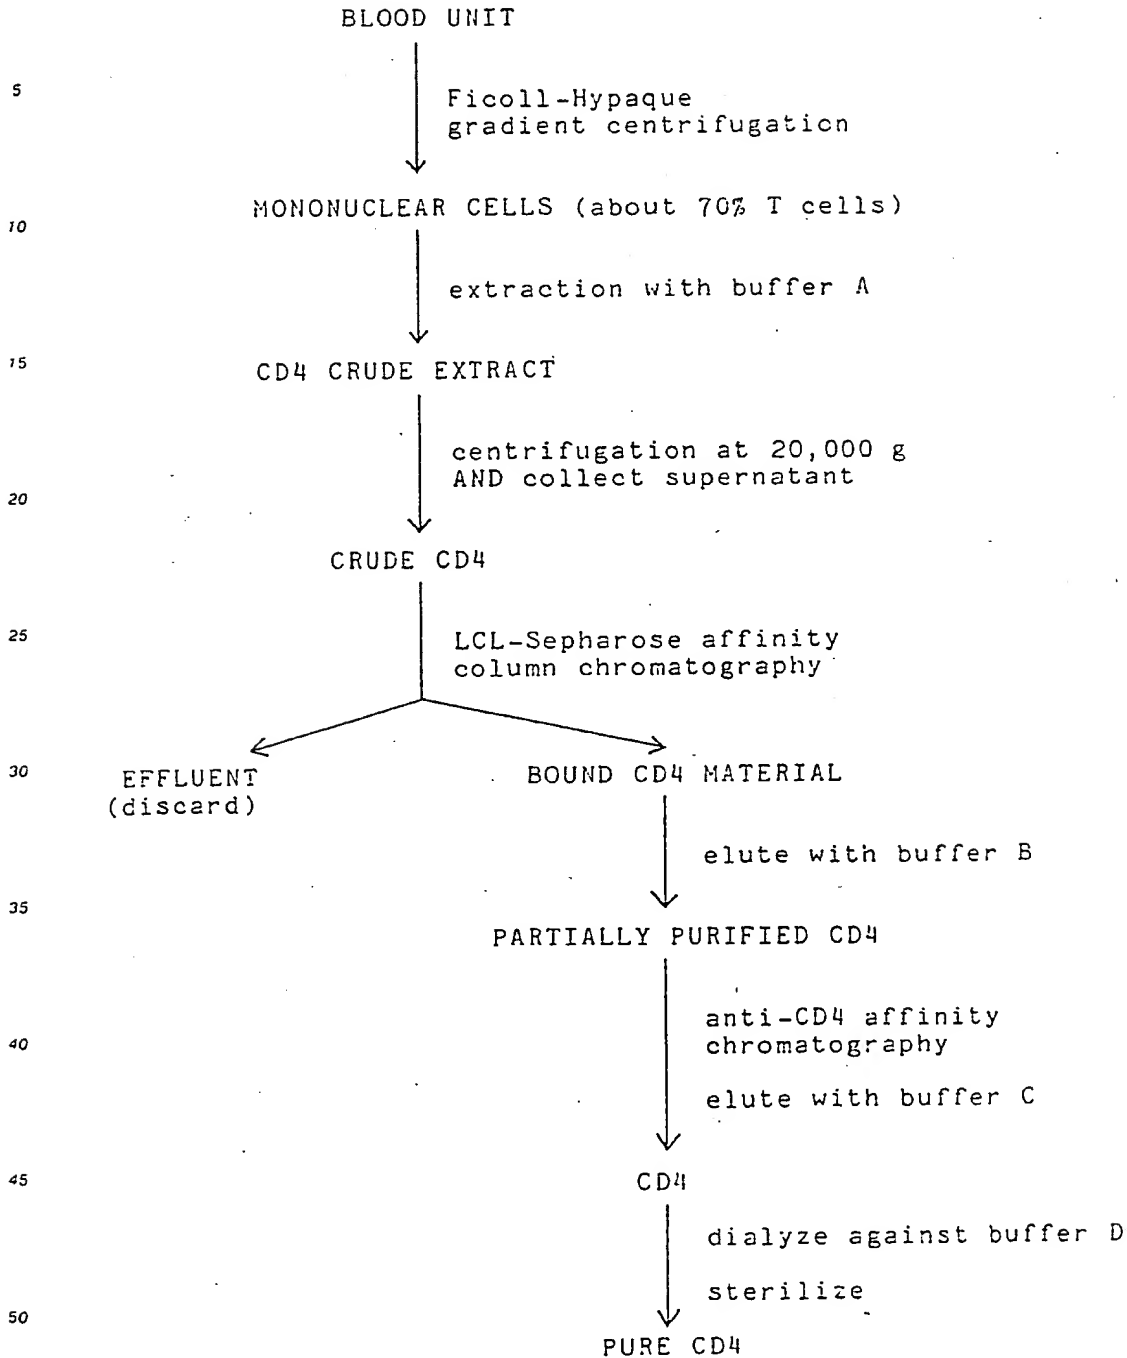 BLOOD UNIT
5
Ficoll-Hypaque
gradient centrifugation
MONONUCLEAR CELLS (about 70% T cells)
10
extraction with buffer A
15
CD4 CRUDE EXTRACT
centrifugation at 20,000 g
AND collect supernatant
20
CRUDE CD4
25
LCL-Sepharose affinity
column chromatography
30
EFFLUENT
(discard)
BOUND CD4 MATERIAL
elute with buffer B
35
PARTIALLY PURIFIED CD4
anti-CD4 affinity
chromatography
40
elute with buffer C
45
CD4
dialyze against buffer D
sterilize
50
PURE CD4